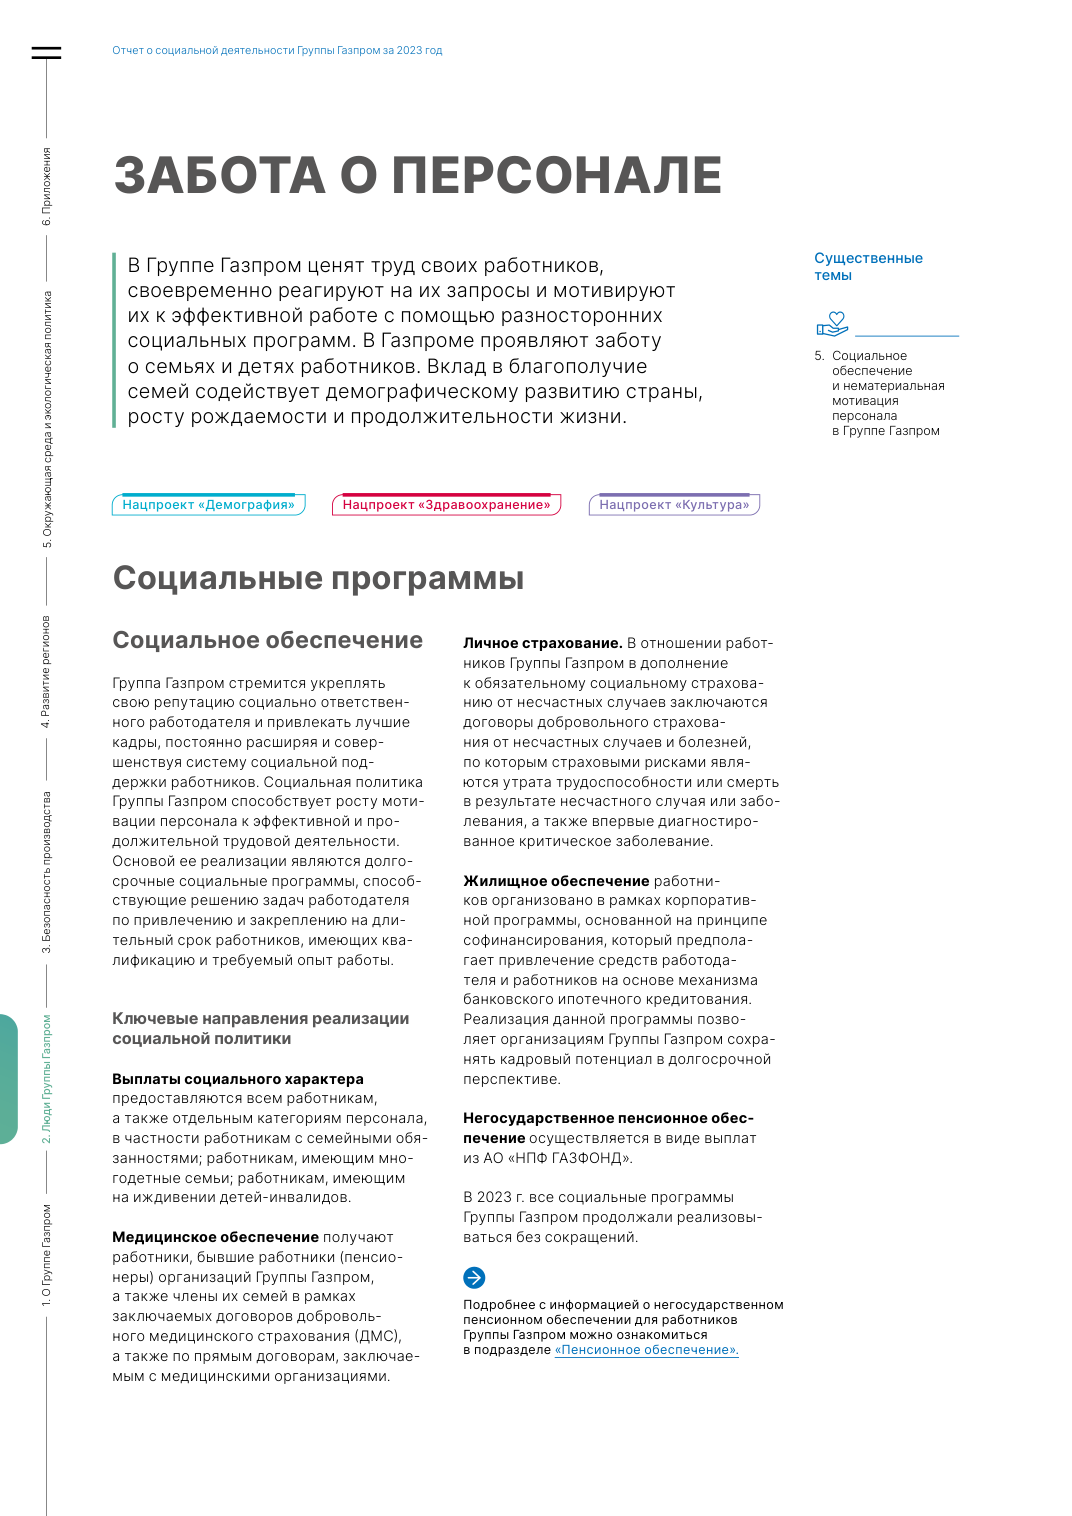 Отчет о социальной деятельности Группы Газпром за 2023 год
6. Приложения
5. Окружающая среда и экологическая политика
4. Развитие регионов
3. Безопасность производства
2. Люди Группы Газпром
1. О Группе Газпром
ЗАБОТА О ПЕРСОНАЛЕ
В Группе Газпром ценят труд своих работников,
своевременно реагируют на их запросы и мотивируют
их к эффективной работе с помощью разносторонних
социальных программ. В Газпроме проявляют заботу
о семьях и детях работников. Вклад в благополучие
семей содействует демографическому развитию страны,
росту рождаемости и продолжительности жизни.
Существенные
темы
5. Социальное
обеспечение
и нематериальная
мотивация
персонала
в Группе Газпром
Нацпроект «Демография»
Нацпроект «Здравоохранение»
Нацпроект «Культура»
Социальные программы
Социальное обеспечение
Группа Газпром стремится укреплять
свою репутацию социально ответствен-
ного работодателя и привлекать лучшие
кадры, постоянно расширяя и совер-
шенствуя систему социальной под-
держки работников. Социальная политика
Группы Газпром способствует росту моти-
вации персонала к эффективной и про-
должительной трудовой деятельности.
Основой ее реализации являются долго-
срочные социальные программы, способ-
ствующие решению задач работодателя
по привлечению и закреплению на дли-
тельный срок работников, имеющих ква-
лификацию и требуемый опыт работы.
Ключевые направления реализации
социальной политики
Выплаты социального характера
предоставляются всем работникам,
а также отдельным категориям персонала,
в частности работникам с семейными обя-
занностями; работникам, имеющим мно-
годетные семьи; работникам, имеющим
на иждивении детей-инвалидов.
Медицинское обеспечение получают
работники, бывшие работники (пенсио-
неры) организаций Группы Газпром,
а также члены их семей в рамках
заключаемых договоров доброволь-
ного медицинского страхования (ДМС),
а также по прямым договорам, заключае-
мым с медицинскими организациями.
Личное страхование. В отношении работ-
ников Группы Газпром в дополнение
к обязательному социальному страхова-
нию от несчастных случаев заключаются
договоры добровольного страхова-
ния от несчастных случаев и болезней,
по которым страховыми рисками явля-
ются утрата трудоспособности или смерть
в результате несчастного случая или забо-
левания, а также впервые диагностиро-
ванное критическое заболевание.
Жилищное обеспечение работни-
ков организовано в рамках корпоратив-
ной программы, основанной на принципе
софинансирования, который предпола-
гает привлечение средств работода-
теля и работников на основе механизма
банковского ипотечного кредитования.
Реализация данной программы позво-
ляет организациям Группы Газпром сохра-
нять кадровый потенциал в долгосрочной
перспективе.
Негосударственное пенсионное обес-
печение осуществляется в виде выплат
из АО «НПФ ГАЗФОНД».
В 2023 г. все социальные программы
Группы Газпром продолжали реализовы-
ваться без сокращений.
Подробнее с информацией о негосударственном
пенсионном обеспечении для работников
Группы Газпром можно ознакомиться
в подразделе «Пенсионное обеспечение».